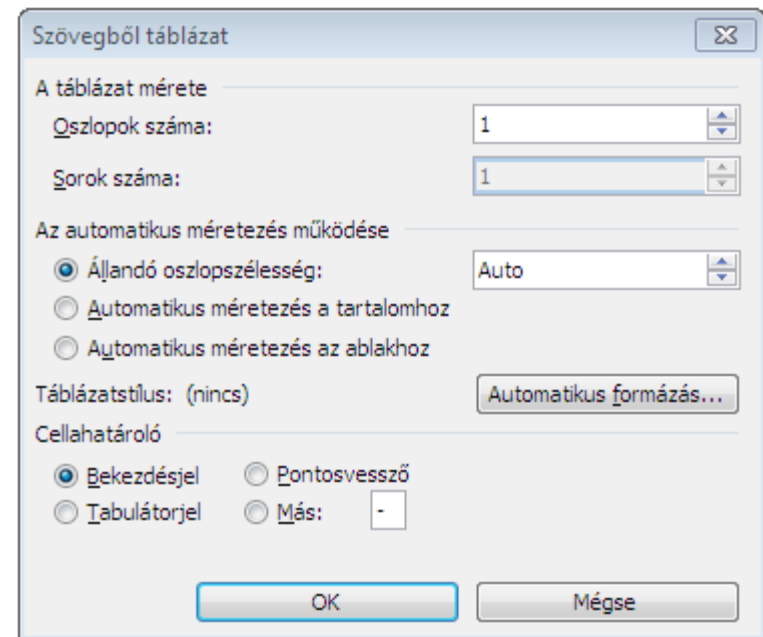 Szövegből táblázat
A táblázat mérete
Oszlopok száma: 1
Sorok száma: 1
Az automatikus méretezés működése
Állandó oszlopszélesség: Auto
Automatikus méretezés a tartalomhoz
Automatikus méretezés az ablakhoz
Táblázatstílus: (nincs) Automatikus formázás...
Cellahatároló
Bekezdésjel Pontosvessző
Tabulátorjel Más: -
OK Mégse